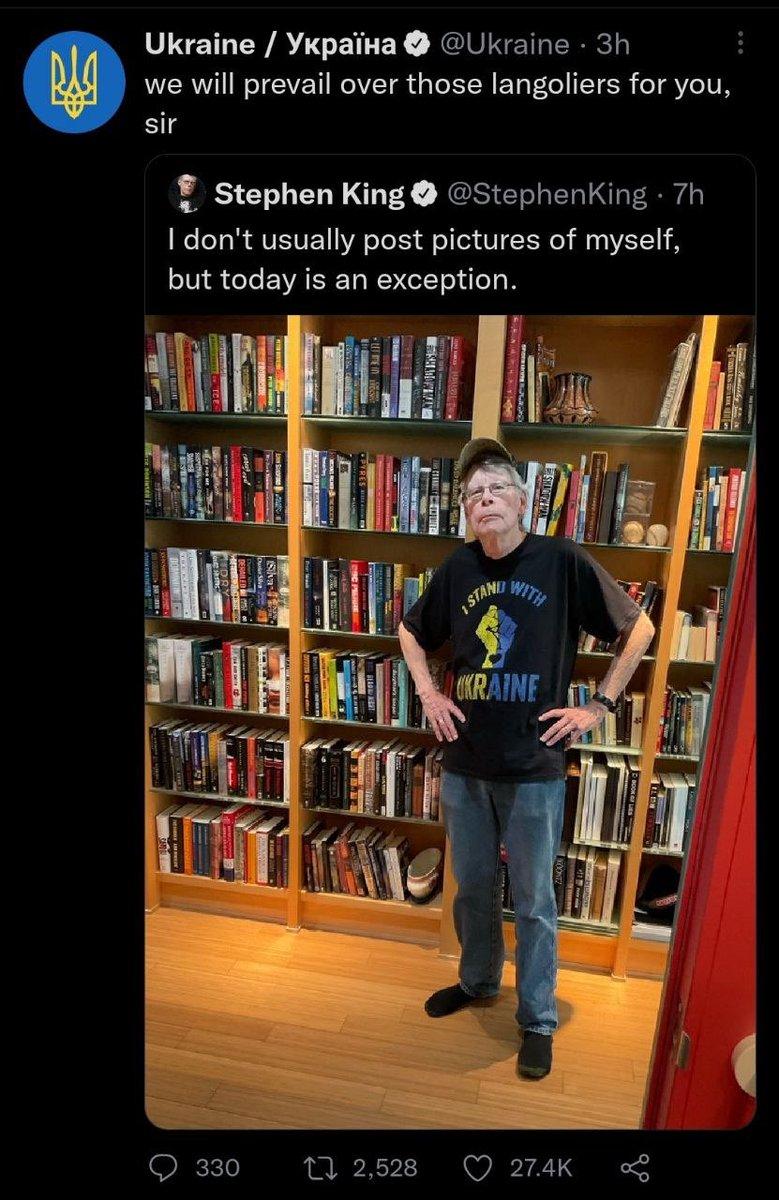 Ukraine / Україна @Ukraine · 3h
we will prevail over those langoliers for you,
sir
Stephen King @StephenKing · 7h
I don't usually post pictures of myself,
but today is an exception.
I STAND WITH
UKRAINE
330 2,528 27.4K